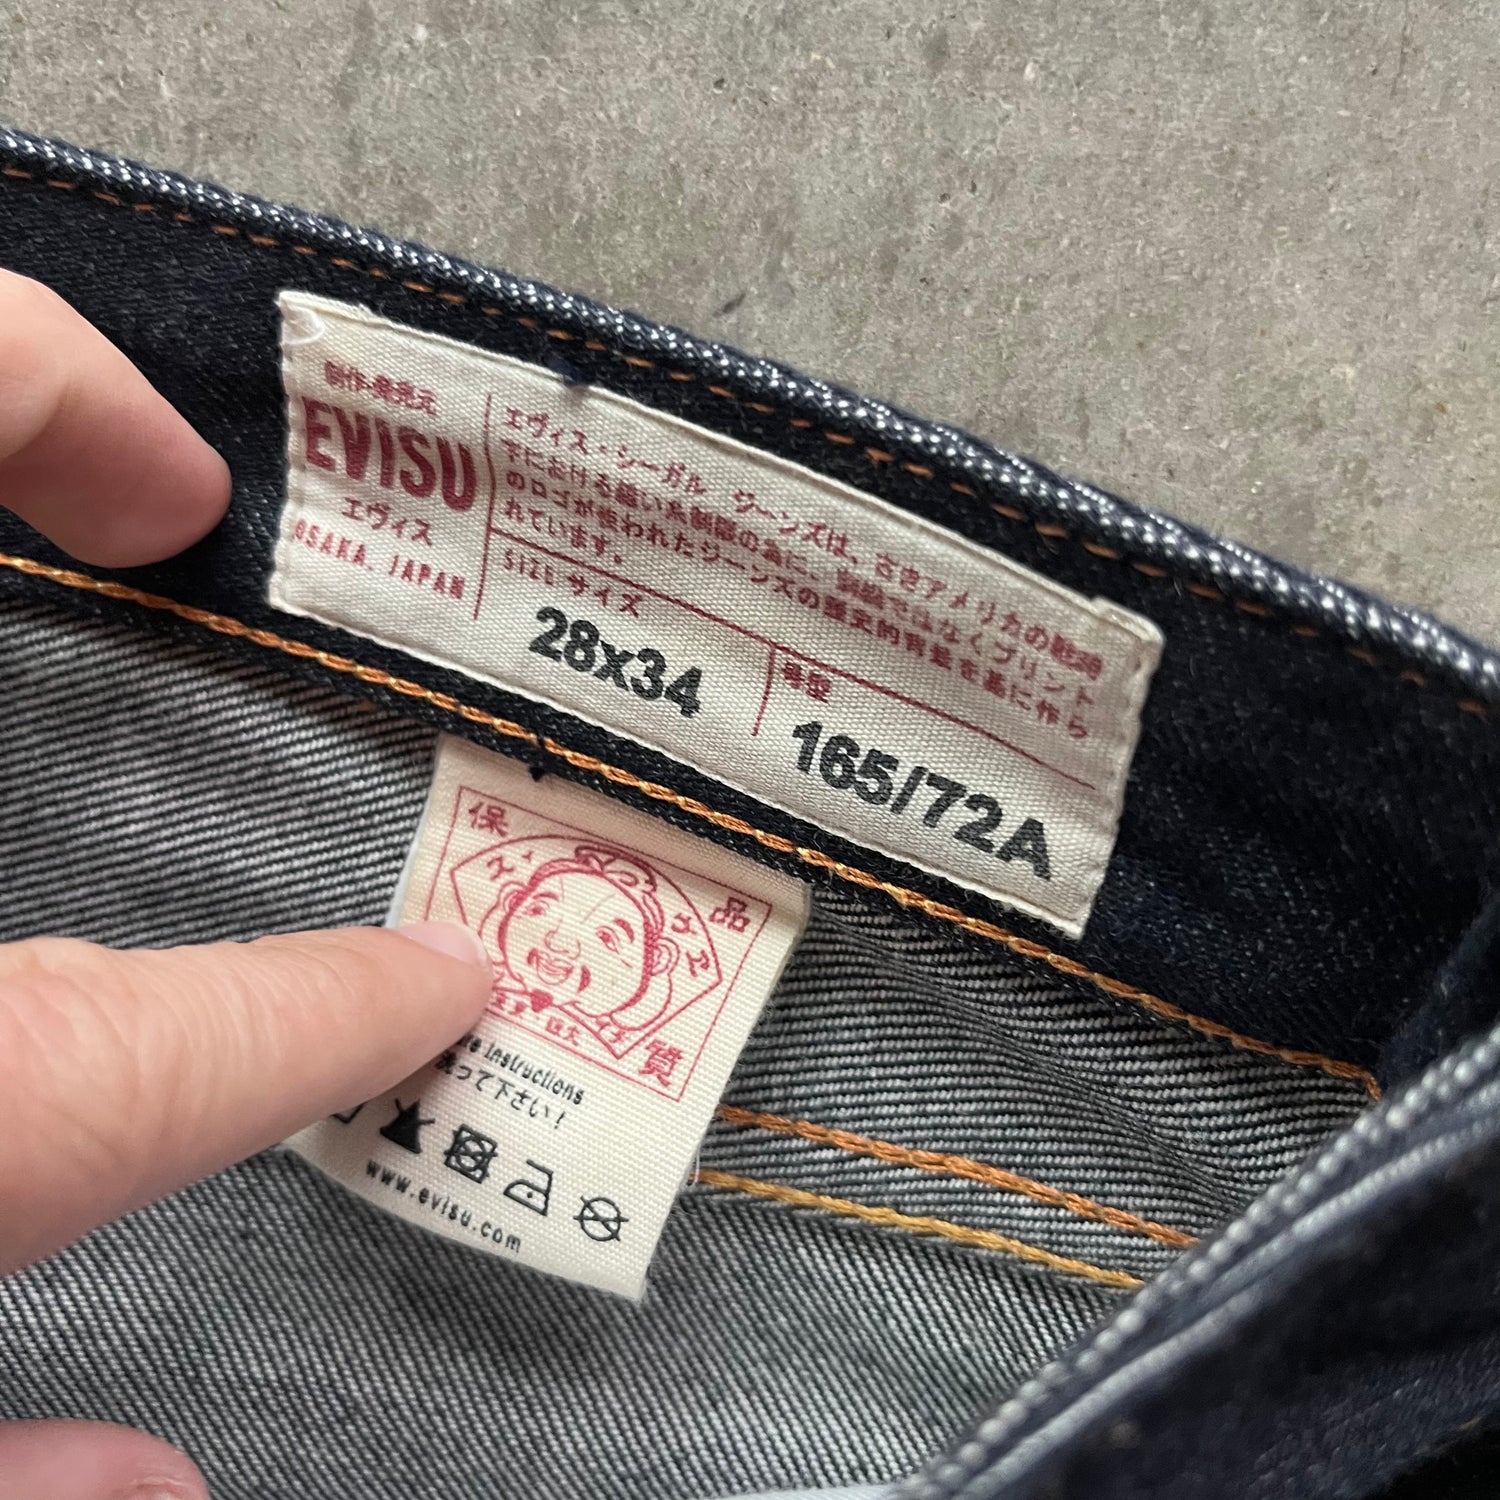 制作・発売元
EVISU
エヴィス
OSAKA. JAPAN
エヴィス・シーガル ジーンズは、古きアメリカの戦時
下における縫い糸制限の為に、刺繍ではなくプリント
のロゴが使われたジーンズの歴史的背景を基に作ら
れています。
SIZE サイズ
28x34
号型
165/72A
保
品
質
instructions
洗って下さい!
www.evisu.com